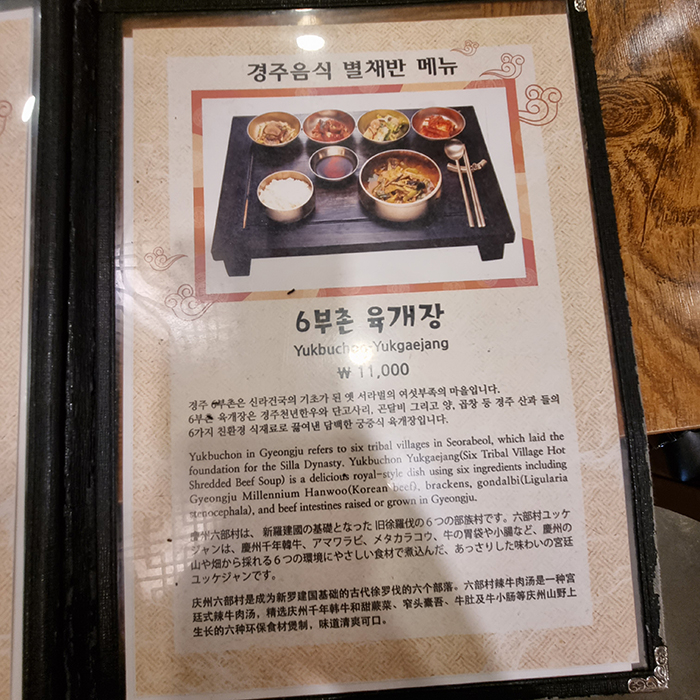 경주음식 별채반 메뉴
6부촌 육개장
Yukbuchon Yukgaejang
₩ 11,000
경주 6부촌은 신라건국의 기초가 된 옛 서라벌의 여섯부족의 마을입니다.
6부촌 육개장은 경주천년한우와 단고사리, 곤달비 그리고 양, 곱창 등 경주 산과 들의
6가지 친환경 식재료로 끓여낸 담백한 궁중식 육개장입니다.
Yukbuchon in Gyeongju refers to six tribal villages in Seorabeol, which laid the
foundation for the Silla Dynasty. Yukbuchon Yukgaejang(Six Tribal Village Hot
Shredded Beef Soup) is a delicious royal-style dish using six ingredients including
Gyeongju Millennium Hanwoo(Korean beef), brackens, gondalbi(Ligularia
stenocephala), and beef intestines raised or grown in Gyeongju.
慶州六部村は、新羅建國の基礎となった 旧徐羅伐の6つの部族村です。六部村ユッケ
ジャンは、慶州千年韓牛、アマワラビ、メタカラコウ、牛の胃袋や小腸など、慶州の
山や畑から採れる6つの環境にやさしい食材で煮込んだ、あっさりした味わいの宮廷
ユッケジャンです。
庆州六部村是成为新罗建国基础的古代徐罗伐的六个部落。六部村辣牛肉汤是一种宫
廷式辣牛肉汤，精选庆州千年韩牛和甜蕨菜、窄头橐吾、牛肚及牛小肠等庆州山野上
生长的六种环保食材煲制，味道清爽可口。